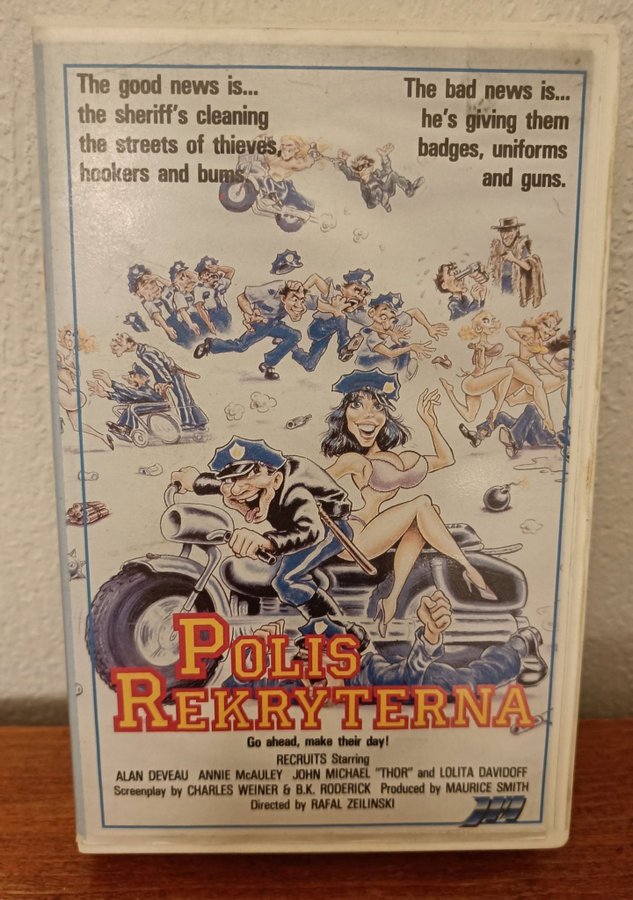 The good news is...
the sheriff's cleaning
the streets of thieves,
hookers and bums.
The bad news is...
he's giving them
badges, uniforms
and guns.
POLIS
REKRYTERNA
Go ahead, make their day!
RECRUITS Starring
ALAN DEVEAU ANNIE McAULEY JOHN MICHAEL "THOR" and LOLITA DAVIDOFF
Screenplay by CHARLES WEINER & B.K. RODERICK Produced by MAURICE SMITH
Directed by RAFAL ZEILINSKI